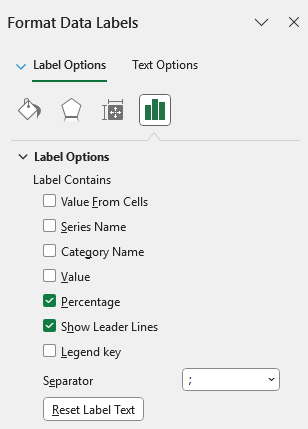 Format Data Labels
Label Options Text Options
Label Options
Label Contains
Value From Cells
Series Name
Category Name
Value
Percentage
Show Leader Lines
Legend key
Separator ;
Reset Label Text